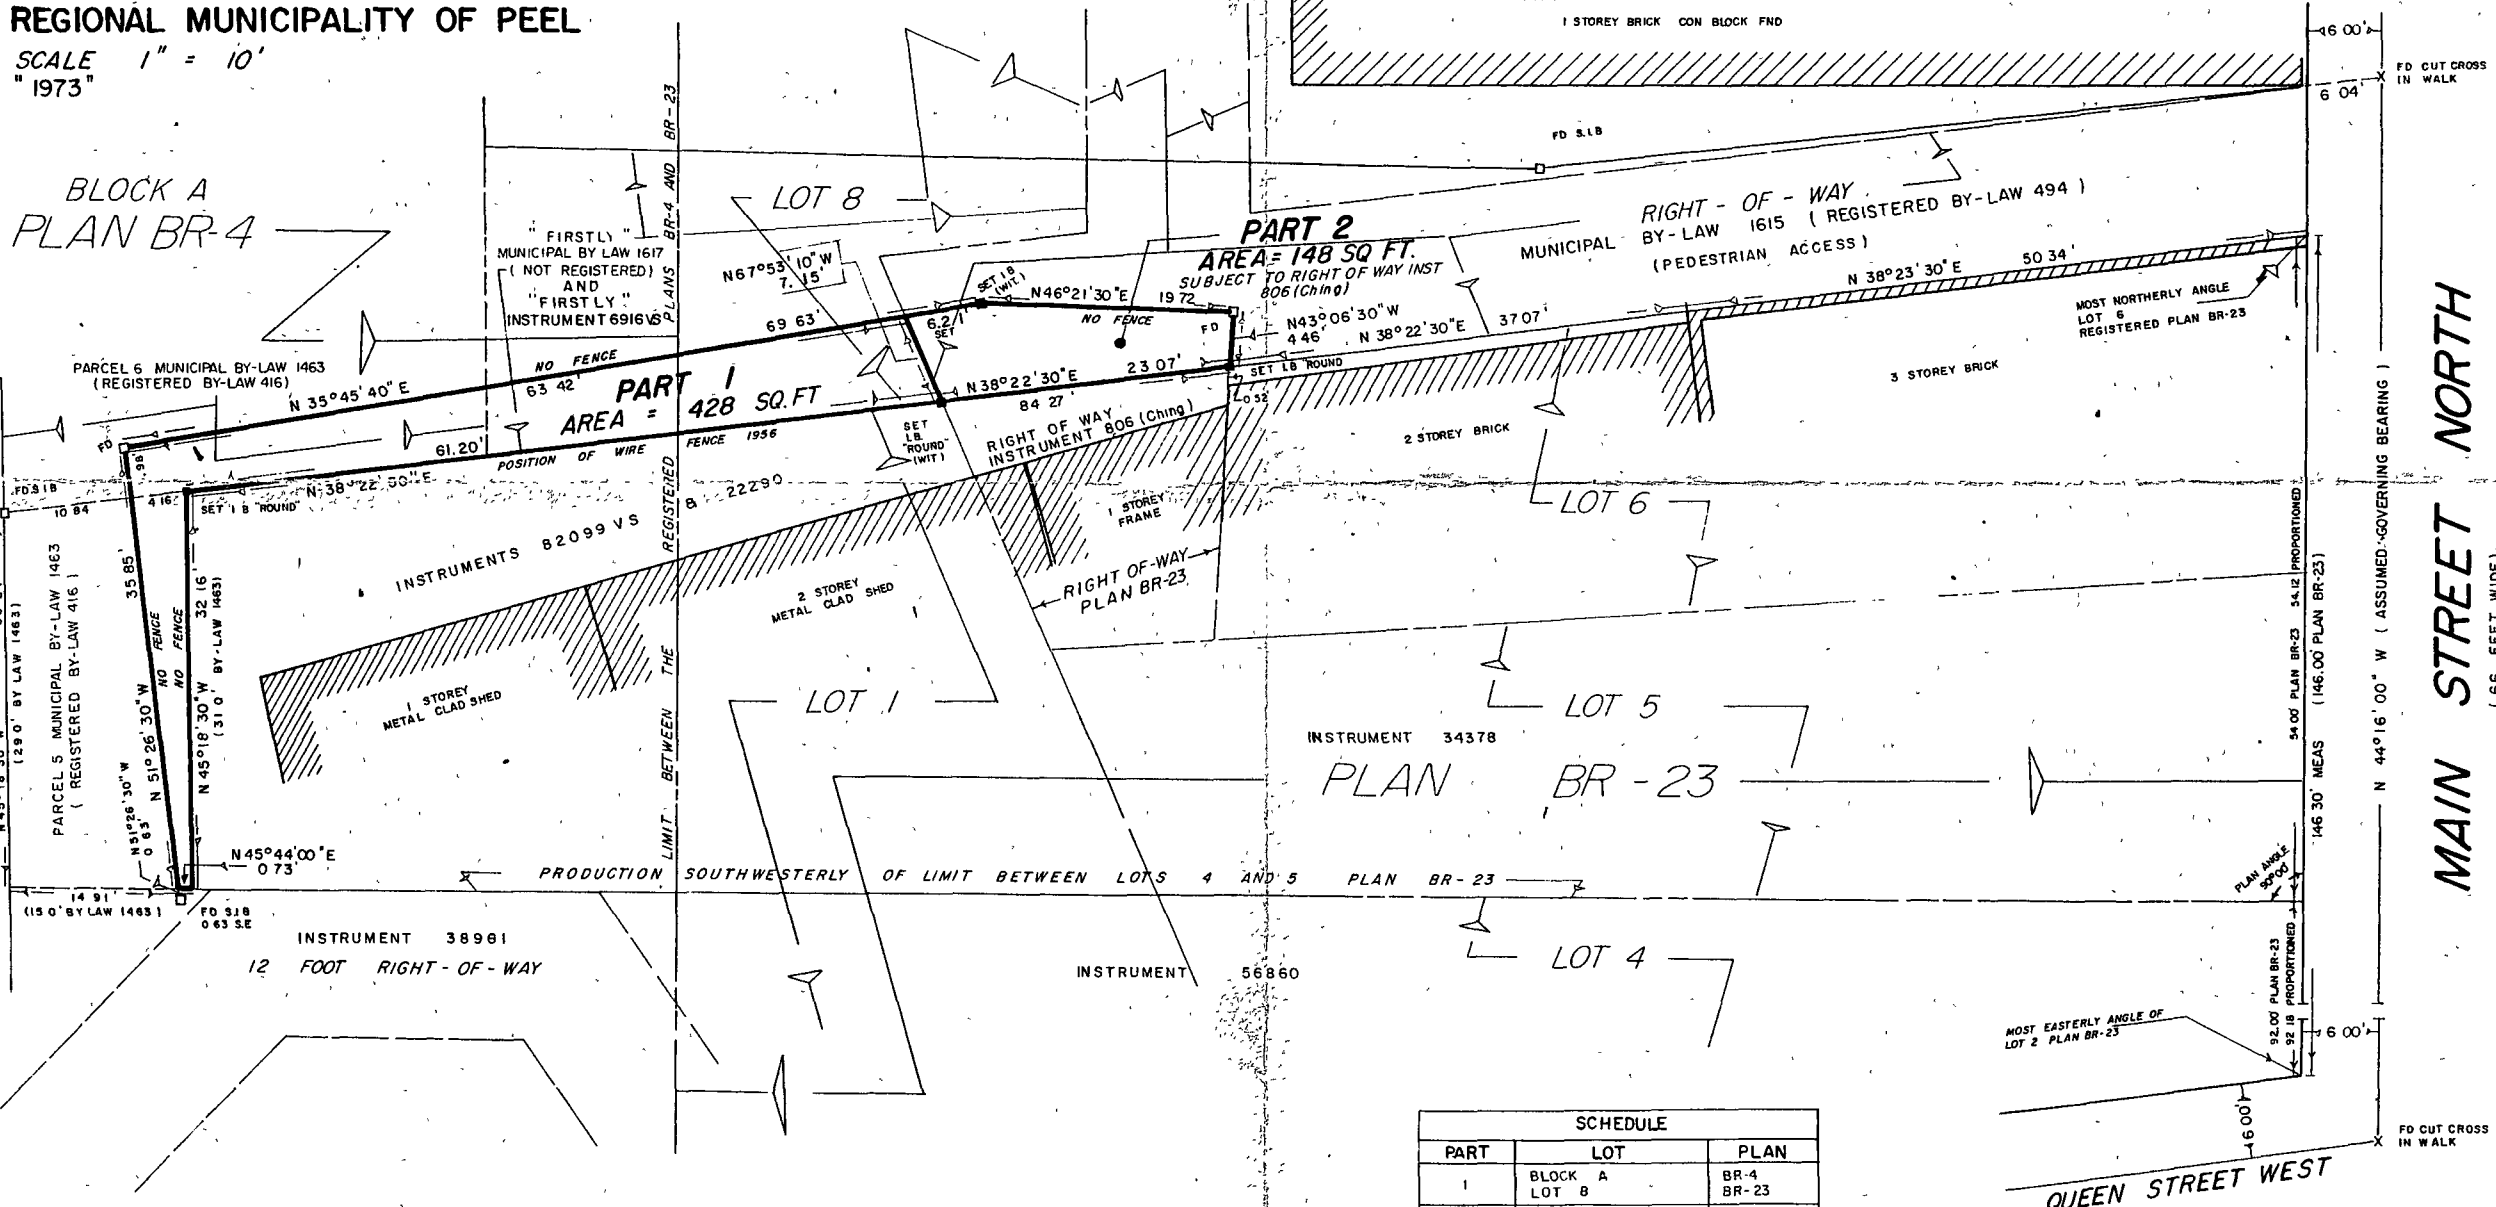 REGIONAL MUNICIPALITY OF PEEL
SCALE 1" = 10'
"1973"
1 STOREY BRICK CON BLOCK FND
6 00'
FD CUT CROSS
IN WALK
6 04'
FD S.I.B
BLOCK A
PLAN BR-4
LOT 8
"FIRSTLY"
MUNICIPAL BY LAW 1617
( NOT REGISTERED )
AND
"FIRSTLY"
INSTRUMENT 6916VS
N67°53'10"W
7.15'
SET I B
(WIT.)
PART 2
AREA = 148 SQ FT.
SUBJECT TO RIGHT OF WAY INST
806 (Ching)
RIGHT - OF - WAY
MUNICIPAL BY-LAW 1615 ( REGISTERED BY-LAW 494 )
(PEDESTRIAN ACCESS)
N46°21'30"E
19 72
NO FENCE
FD
N43°06'30"W
4 46'
N 38°22'30"E 37 07'
N 38°23'30"E 50 34'
MOST NORTHERLY ANGLE
LOT 6
REGISTERED PLAN BR-23
69 63'
6.21'
SET
PARCEL 6 MUNICIPAL BY-LAW 1463
(REGISTERED BY-LAW 416)
NO FENCE
63 42'
N 35°45'40"E
PART 1
AREA = 428 SQ.FT
N38°22'30"E
23 07'
84 27'
SET I.B "ROUND"
0 52'
3 STOREY BRICK
2 STOREY BRICK
FD
.98'
61.20'
POSITION OF WIRE FENCE 1956
SET
I.B.
"ROUND"
(WIT)
RIGHT OF WAY
INSTRUMENT 806 (Ching)
N 38°22'30"E
FD S I B
10 84
4 16'
SET I B "ROUND"
INSTRUMENTS 82099 VS & 22290
1 STOREY
FRAME
LOT 6
RIGHT OF-WAY
PLAN BR-23
2 STOREY
METAL CLAD SHED
1 STOREY
METAL CLAD SHED
LIMIT BETWEEN THE REGISTERED PLANS BR-4 AND BR-23
(29 0' BY LAW 1463)
PARCEL 5 MUNICIPAL BY-LAW 1463
( REGISTERED BY-LAW 416 )
35 85'
NO FENCE
N 51°26'30"W
NO FENCE
32 16'
N 45°18'30"W
(31 0' BY-LAW 1463)
N51°26'30"W
0 63'
N45°44'00"E
0 73'
14 91
(15 0' BY LAW 1463)
FD S.I.B
0 63 S.E
LOT 1
LOT 5
INSTRUMENT 34378
PLAN BR-23
PRODUCTION SOUTHWESTERLY OF LIMIT BETWEEN LOTS 4 AND 5 PLAN BR-23
INSTRUMENT 38961
12 FOOT RIGHT-OF-WAY
LOT 4
INSTRUMENT 56860
54 00' PLAN BR-23 54.12 PROPORTIONED
146 30' MEAS (146.00' PLAN BR-23)
N 44°16'00" W ( ASSUMED GOVERNING BEARING )
MAIN STREET NORTH
(66 FEET WIDE)
PLAN ANGLE
90°00'
92.00' PLAN BR-23
92 18 PROPORTIONED
MOST EASTERLY ANGLE OF
LOT 2 PLAN BR-23
6 00'
6 00'
FD CUT CROSS
IN WALK
QUEEN STREET WEST
SCHEDULE
PART LOT PLAN
1 BLOCK A BR-4
LOT 8 BR-23